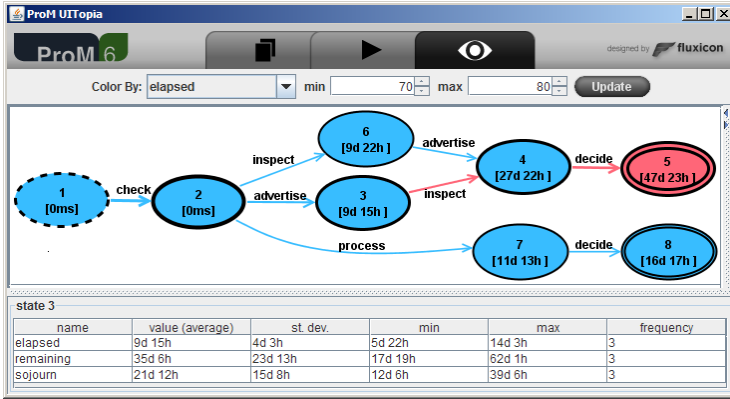 ProM UITopia
ProM 6
designed by fluxicon
Color By: elapsed min 70 max 80 Update
6
[9d 22h ]
inspect
advertise
1
[0ms]
check
2
[0ms]
advertise
3
[9d 15h ]
inspect
4
[27d 22h ]
decide
5
[47d 23h ]
process
7
[11d 13h ]
decide
8
[16d 17h ]
state 3
name value (average) st. dev. min max frequency
elapsed 9d 15h 4d 3h 5d 22h 14d 3h 3
remaining 35d 6h 23d 13h 17d 19h 62d 1h 3
sojourn 21d 12h 15d 8h 12d 6h 39d 6h 3